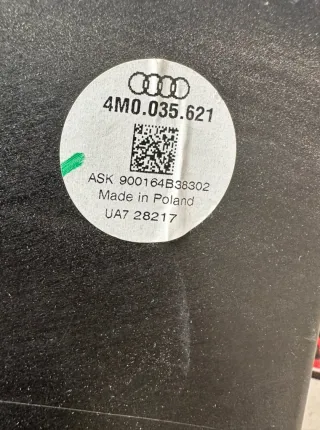 4M0.035.621
ASK 900164B38302
Made in Poland
UA7 28217